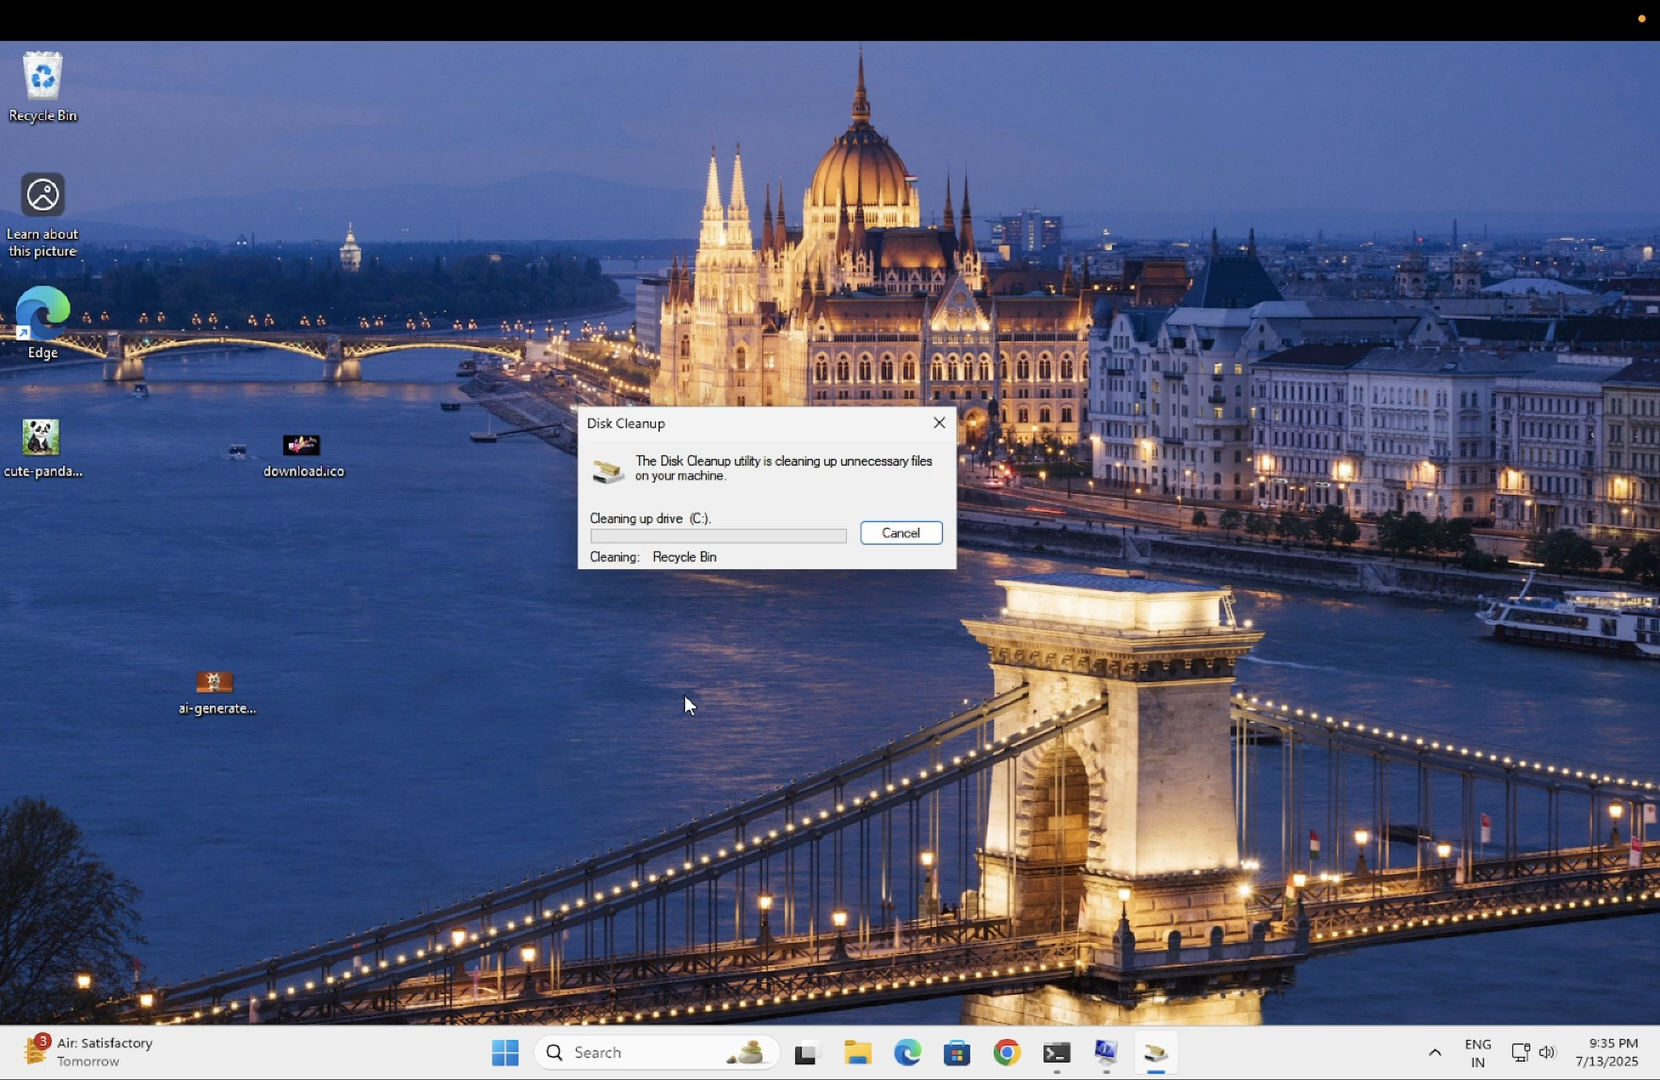 Recycle Bin
Learn about
this picture
Edge
cute-panda...
download.ico
ai-generate...
Disk Cleanup
The Disk Cleanup utility is cleaning up unnecessary files
on your machine.
Cleaning up drive (C:).
Cancel
Cleaning: Recycle Bin
3
Air: Satisfactory
Tomorrow
Search
ENG
IN
9:35 PM
7/13/2025